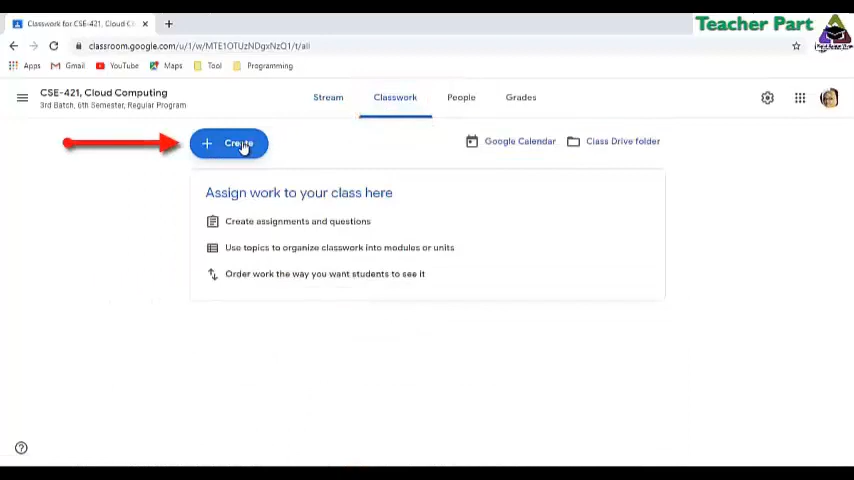 Teacher Part
Classwork for CSE-421, Cloud C
classroom.google.com/u/1/w/MTE1OTUzNDgxNzQ1/t/all
Apps Gmail YouTube Maps Tool Programming
CSE-421, Cloud Computing
3rd Batch, 6th Semester, Regular Program
Stream Classwork People Grades
Create
Google Calendar Class Drive folder
Assign work to your class here
Create assignments and questions
Use topics to organize classwork into modules or units
Order work the way you want students to see it